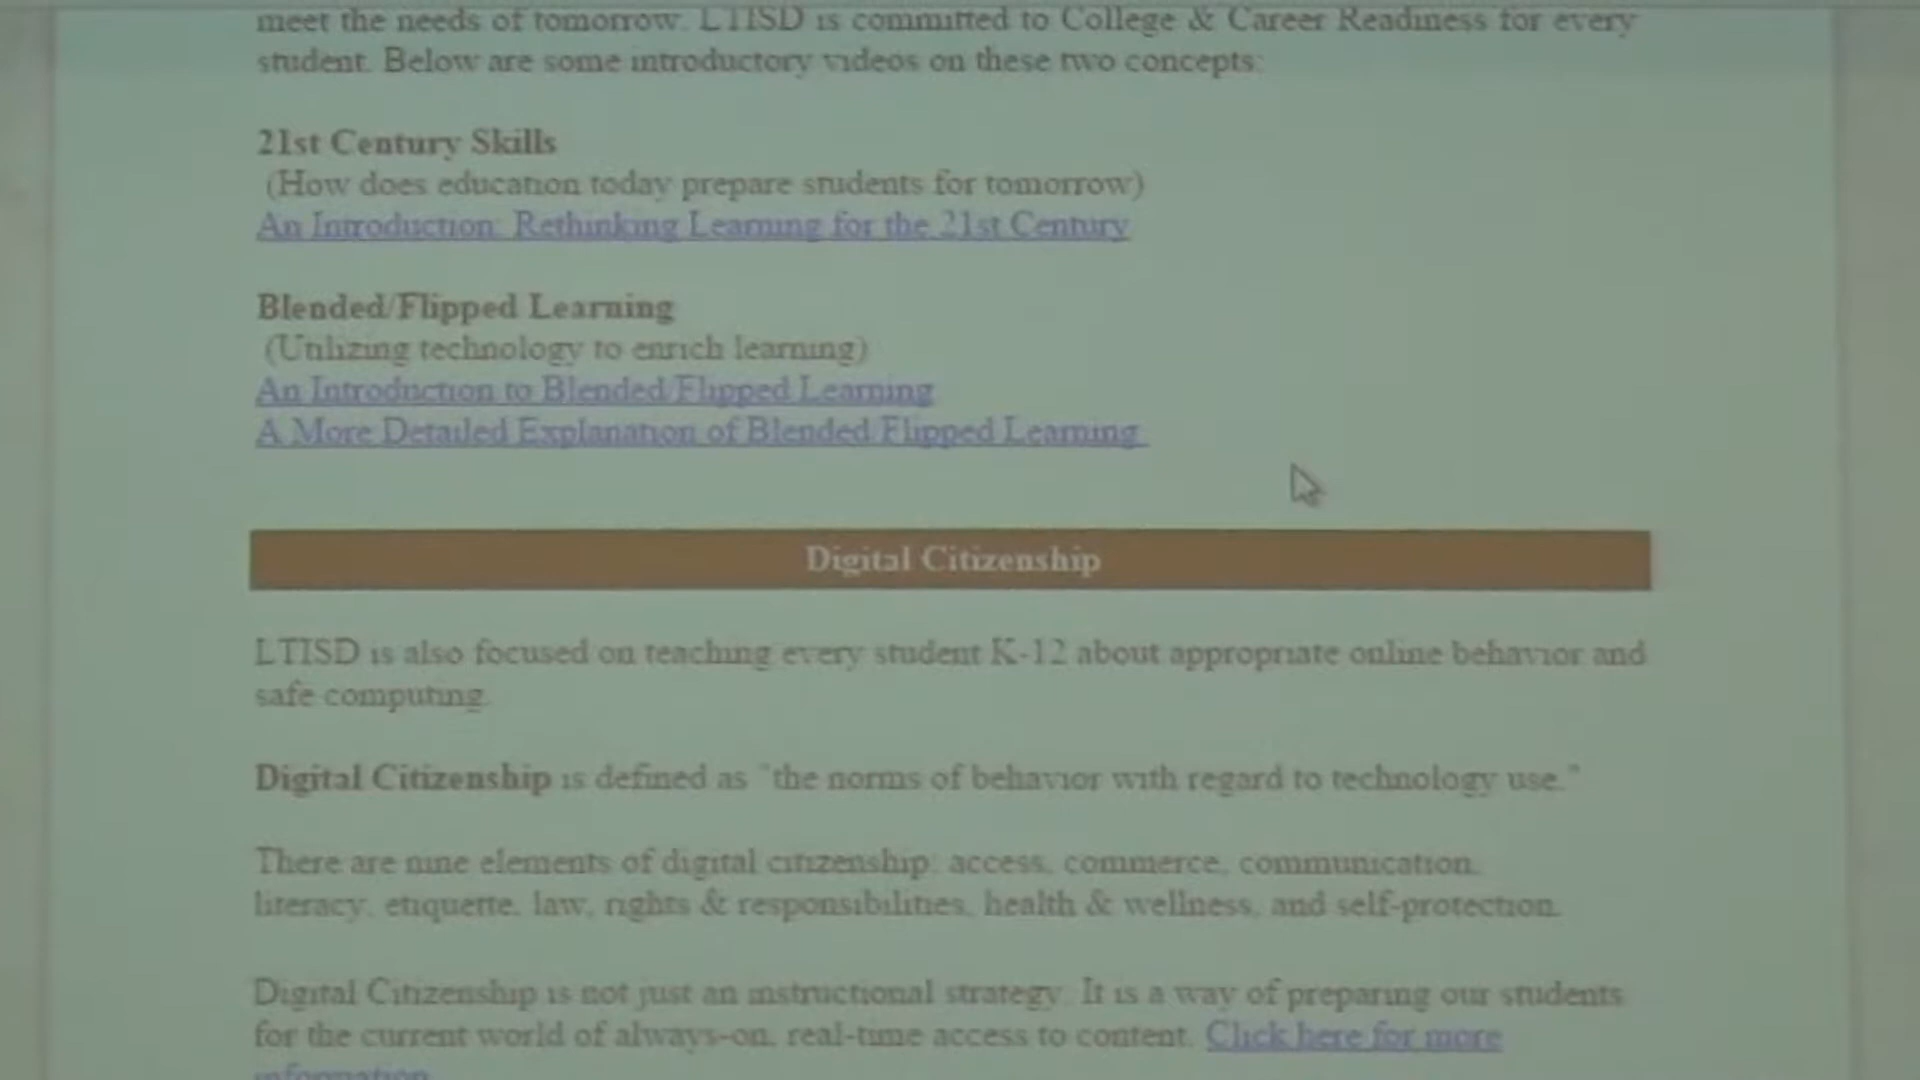 meet the needs of tomorrow. LTISD is committed to College & Career Readiness for every
student. Below are some introductory videos on these two concepts:
21st Century Skills
(How does education today prepare students for tomorrow)
An Introduction: Rethinking Learning for the 21st Century
Blended/Flipped Learning
(Utilizing technology to enrich learning)
An Introduction to Blended/Flipped Learning
A More Detailed Explanation of Blended/Flipped Learning
Digital Citizenship
LTISD is also focused on teaching every student K-12 about appropriate online behavior and
safe computing.
Digital Citizenship is defined as "the norms of behavior with regard to technology use."
There are nine elements of digital citizenship: access, commerce, communication,
literacy, etiquette, law, rights & responsibilities, health & wellness, and self-protection.
Digital Citizenship is not just an instructional strategy. It is a way of preparing our students
for the current world of always-on, real-time access to content. Click here for more
information.